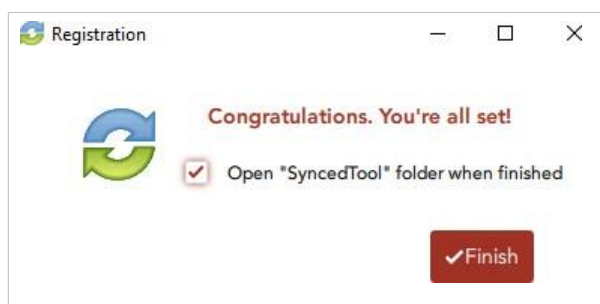 Registration
Congratulations. You're all set!
Open "SyncedTool" folder when finished
Finish